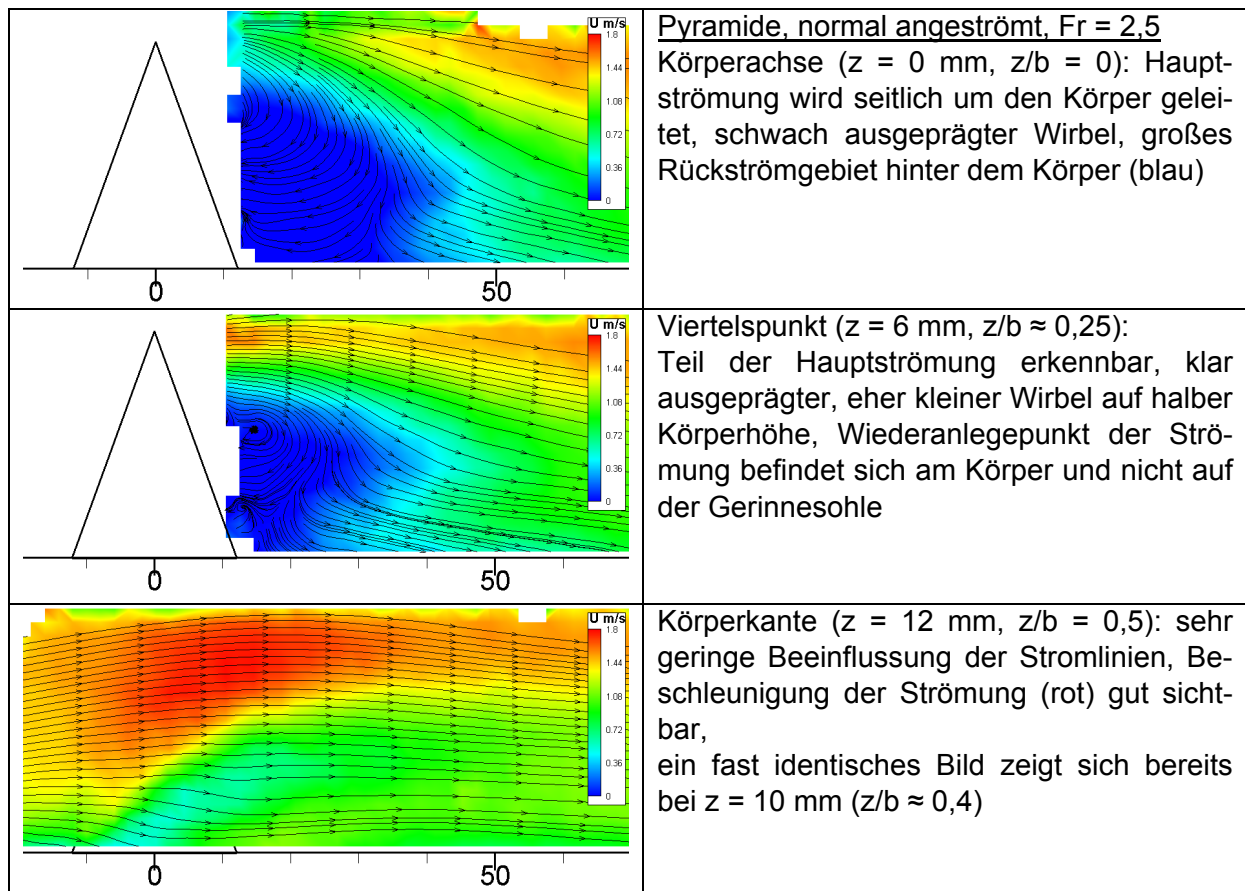 U m/s
1.8
1.44
1.08
0.72
0.36
0
0
50
Pyramide, normal angeströmt, Fr = 2,5
Körperachse (z = 0 mm, z/b = 0): Haupt-
strömung wird seitlich um den Körper gelei-
tet, schwach ausgeprägter Wirbel, großes
Rückströmgebiet hinter dem Körper (blau)
U m/s
1.8
1.44
1.08
0.72
0.36
0
0
50
Viertelspunkt (z = 6 mm, z/b ≈ 0,25):
Teil der Hauptströmung erkennbar, klar
ausgeprägter, eher kleiner Wirbel auf halber
Körperhöhe, Wiederanlegepunkt der Strö-
mung befindet sich am Körper und nicht auf
der Gerinnesohle
U m/s
1.8
1.44
1.08
0.72
0.36
0
0
50
Körperkante (z = 12 mm, z/b = 0,5): sehr
geringe Beeinflussung der Stromlinien, Be-
schleunigung der Strömung (rot) gut sicht-
bar,
ein fast identisches Bild zeigt sich bereits
bei z = 10 mm (z/b ≈ 0,4)